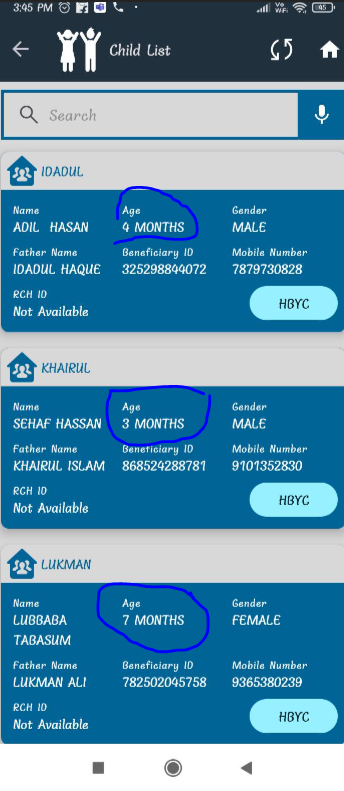 3:45 PM
45
Child List
Search
IDADUL
Name Age Gender
ADIL HASAN 4 MONTHS MALE
Father Name Beneficiary ID Mobile Number
IDADUL HAQUE 325298844072 7879730828
RCH ID
Not Available HBYC
KHAIRUL
Name Age Gender
SEHAF HASSAN 3 MONTHS MALE
Father Name Beneficiary ID Mobile Number
KHAIRUL ISLAM 868524288781 9101352830
RCH ID
Not Available HBYC
LUKMAN
Name Age Gender
LUBBABA 7 MONTHS FEMALE
TABASUM
Father Name Beneficiary ID Mobile Number
LUKMAN ALI 782502045758 9365380239
RCH ID
Not Available HBYC